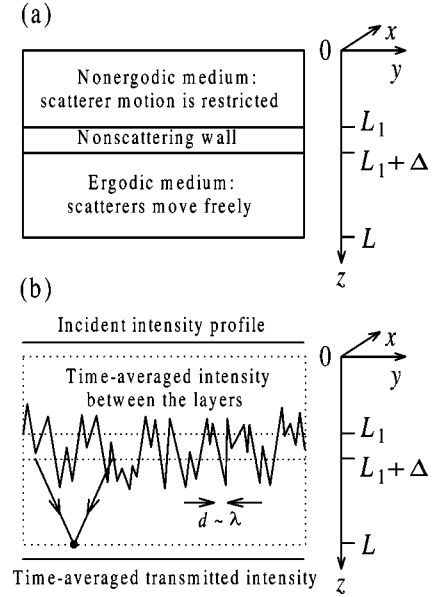 (a)
0
x
y
Nonergodic medium:
scatterer motion is restricted
L₁
Nonscattering wall
L₁ + Δ
Ergodic medium:
scatterers move freely
L
z
(b)
Incident intensity profile
0
x
y
Time-averaged intensity
between the layers
L₁
L₁ + Δ
d ~ λ
L
Time-averaged transmitted intensity
z